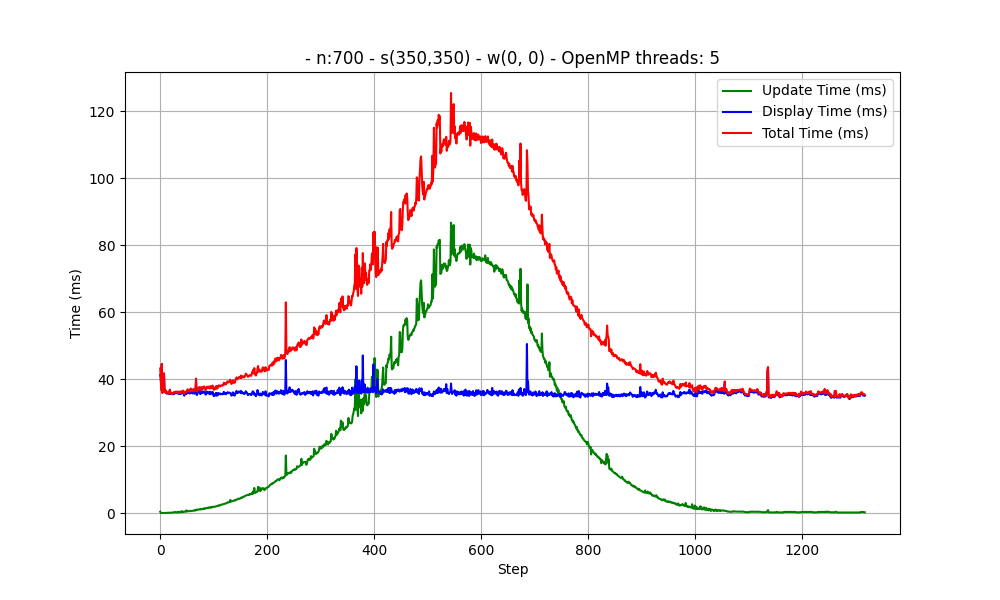 - n:700 - s(350,350) - w(0, 0) - OpenMP threads: 5
Update Time (ms)
Display Time (ms)
Total Time (ms)
Time (ms)
120
100
80
60
40
20
0
0 200 400 600 800 1000 1200
Step